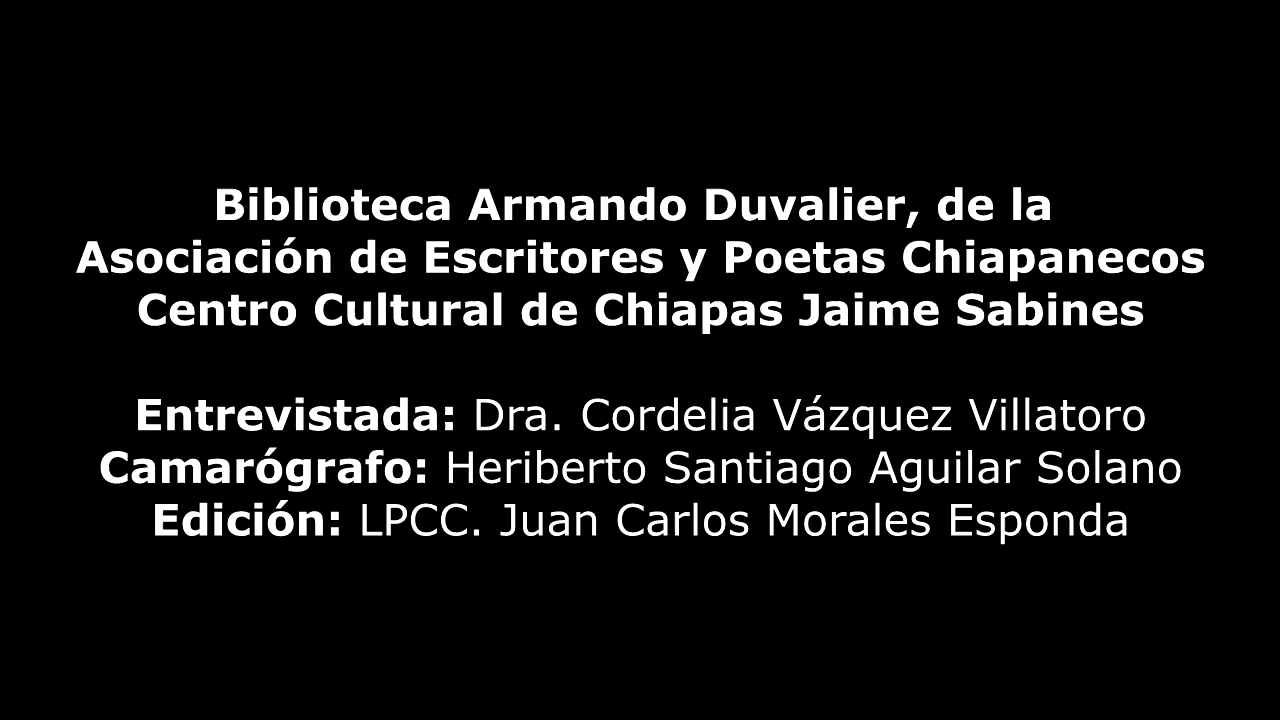 Biblioteca Armando Duvalier, de la
Asociación de Escritores y Poetas Chiapanecos
Centro Cultural de Chiapas Jaime Sabines
Entrevistada: Dra. Cordelia Vázquez Villatoro
Camarógrafo: Heriberto Santiago Aguilar Solano
Edición: LPCC. Juan Carlos Morales Esponda